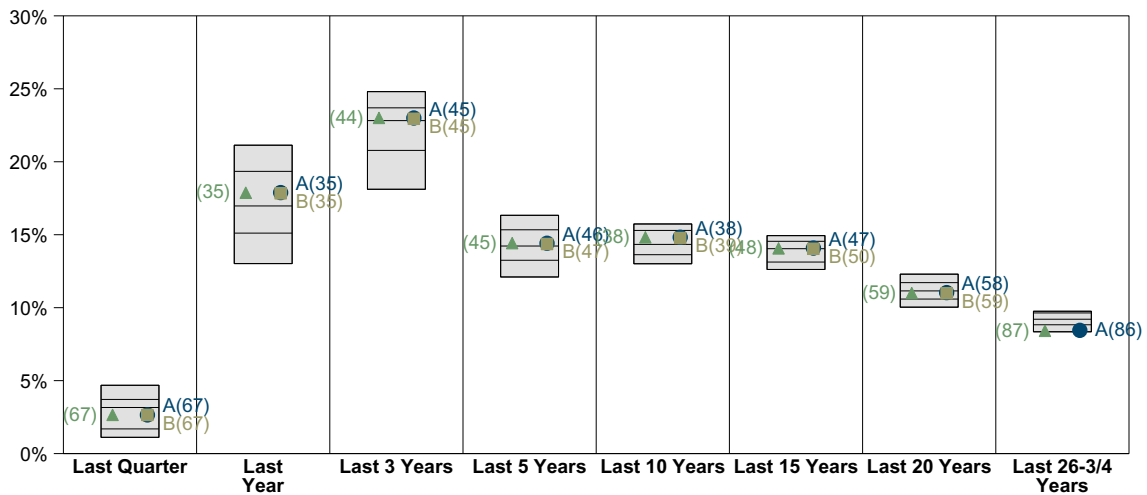 30%
25%
20%
15%
10%
5%
0%
(67)
A(67)
B(67)
(35)
A(35)
B(35)
(44)
A(45)
B(45)
(45)
A(46)
B(47)
(38)
A(38)
B(39)
(48)
A(47)
B(50)
(59)
A(58)
B(59)
(87)
A(86)
Last Quarter
Last
Year
Last 3 Years
Last 5 Years
Last 10 Years
Last 15 Years
Last 20 Years
Last 26-3/4
Years